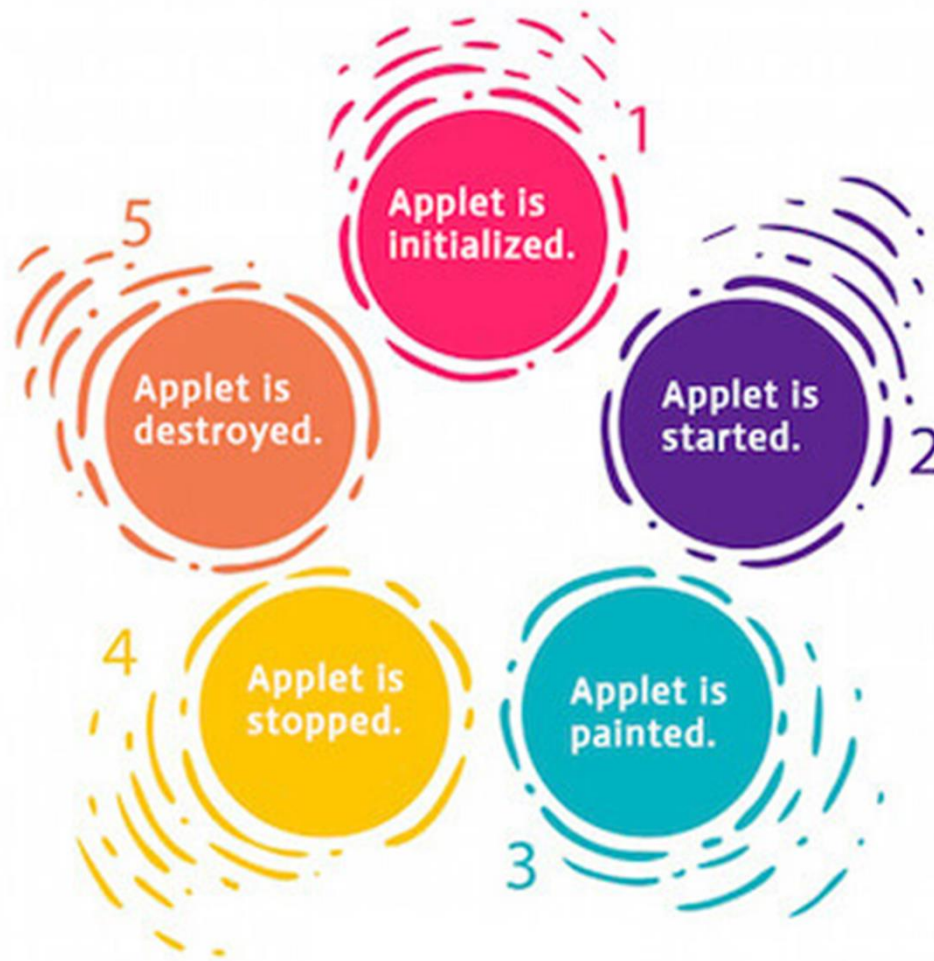 1
Applet is
initialized.
2
Applet is
started.
3
Applet is
painted.
4
Applet is
stopped.
5
Applet is
destroyed.